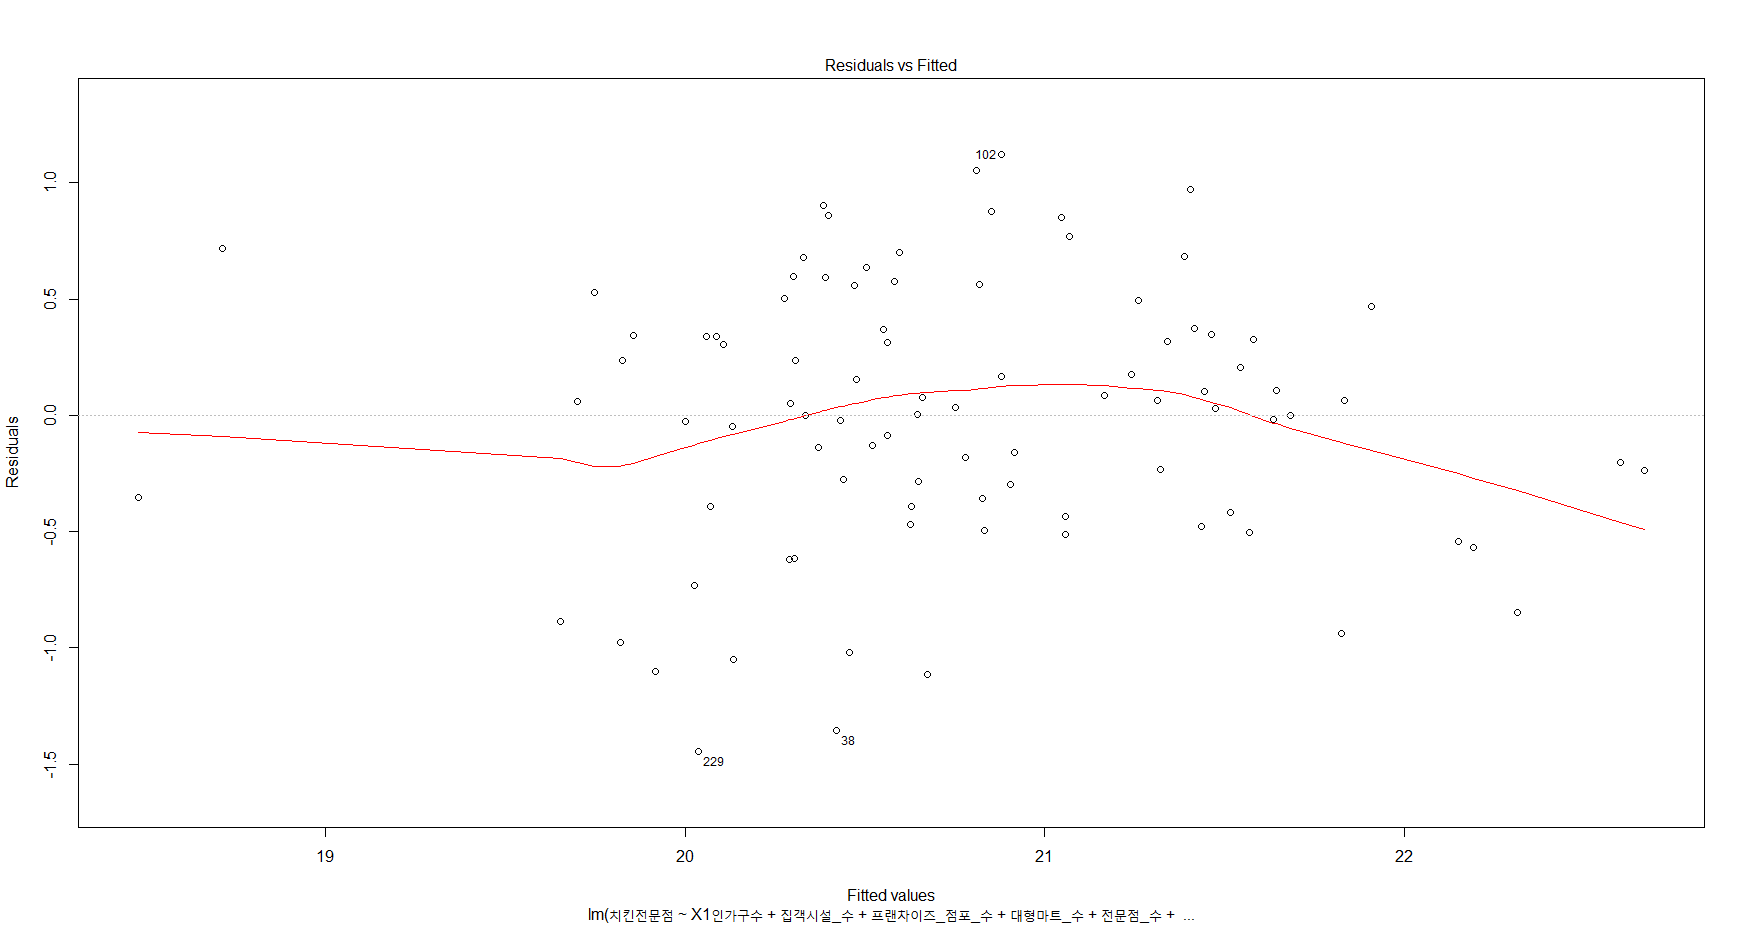 Residuals vs Fitted
1.0
0.5
0.0
-0.5
-1.0
-1.5
Residuals
102
38
229
19 20 21 22
Fitted values
lm(치킨전문점 ~ X1인가구수 + 집객시설_수 + 프랜차이즈_점포_수 + 대형마트_수 + 전문점_수 + ...